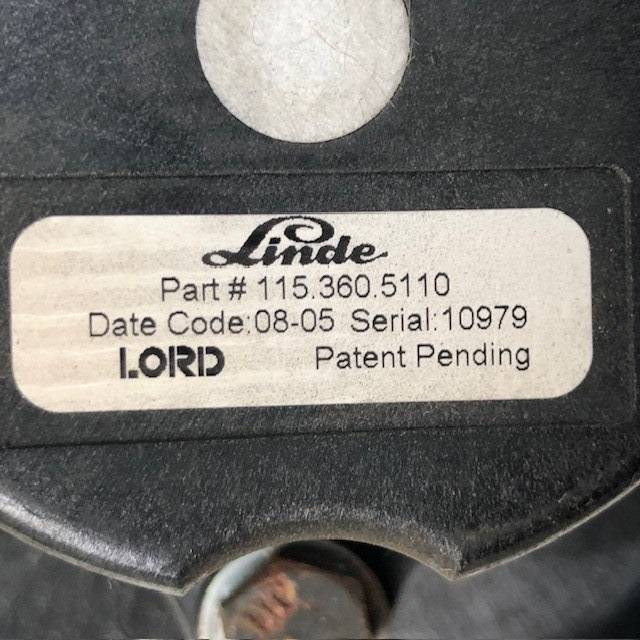 Linde
Part # 115.360.5110
Date Code:08-05 Serial:10979
LORD Patent Pending